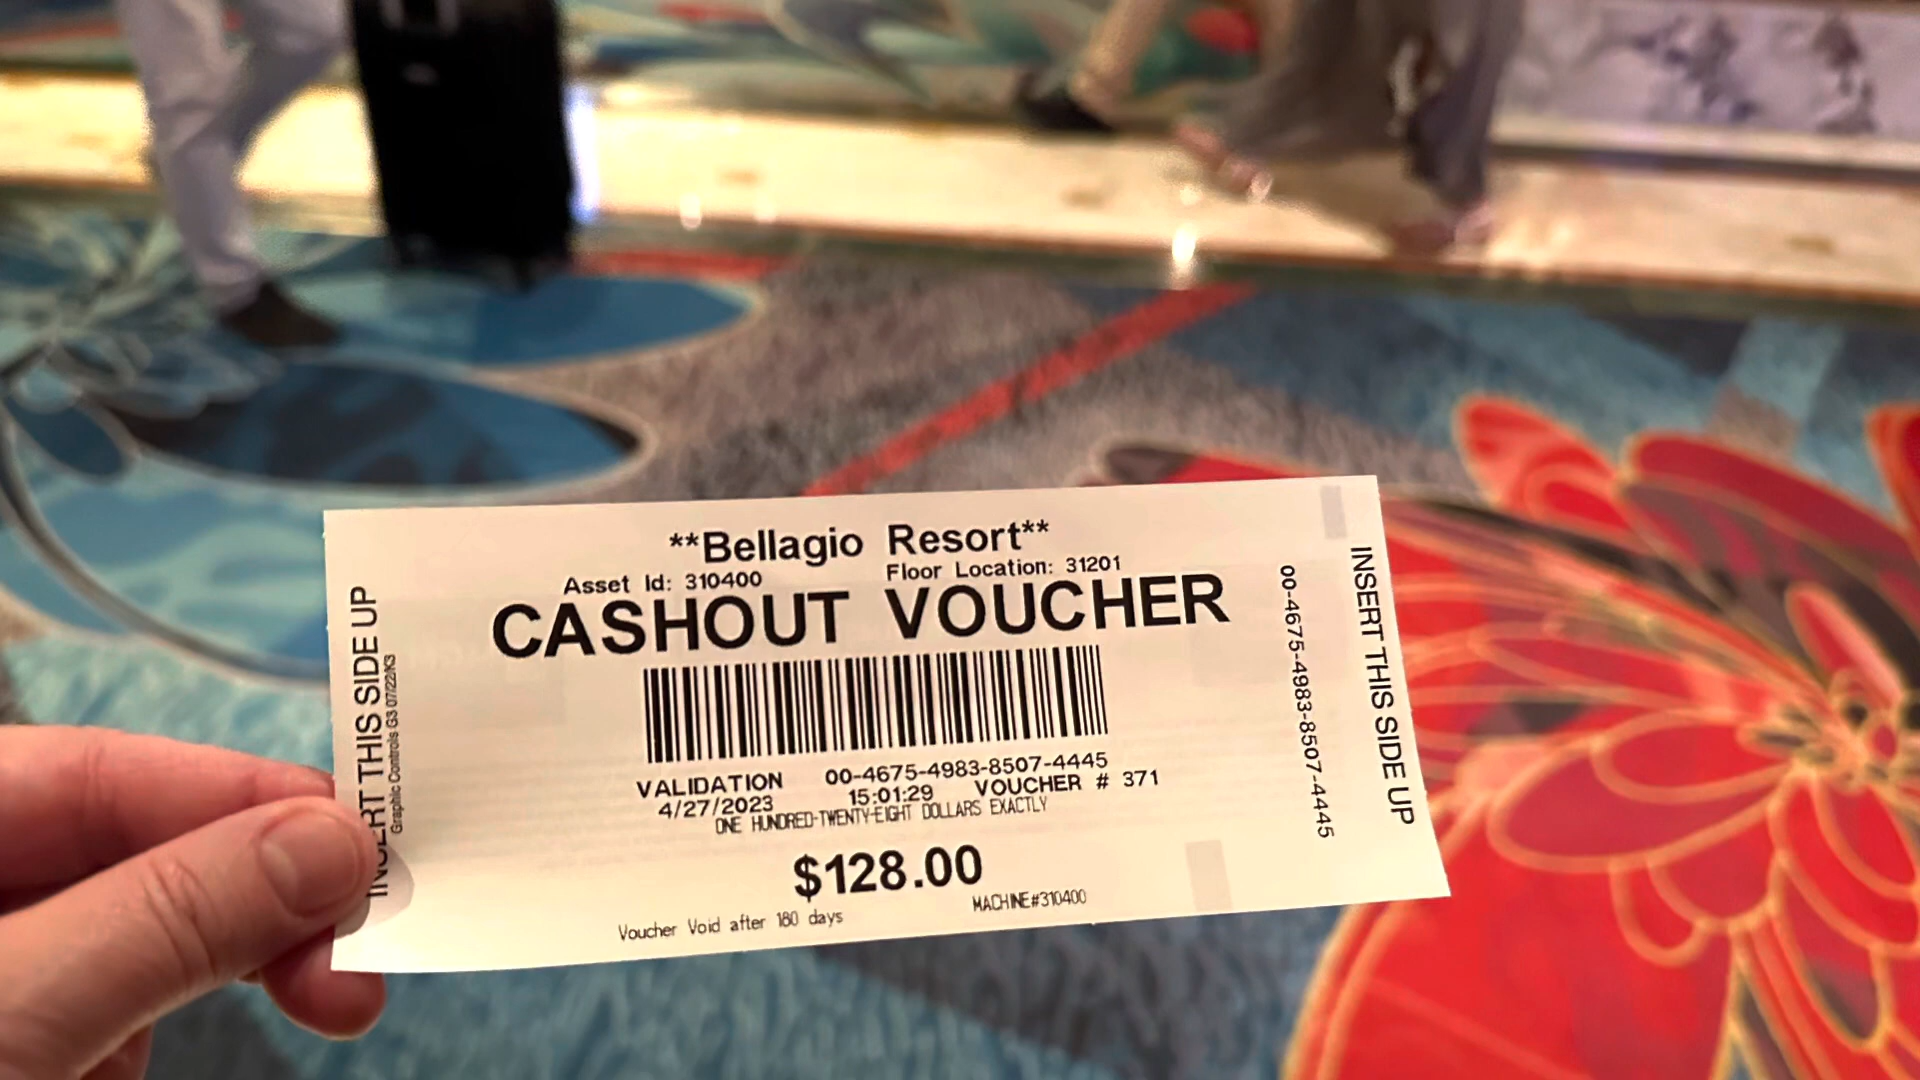 **Bellagio Resort**
Asset Id: 310400 Floor Location: 31201
CASHOUT VOUCHER
VALIDATION 00-4675-4983-8507-4445
4/27/2023 15:01:29 VOUCHER # 371
ONE HUNDRED-TWENTY-EIGHT DOLLARS EXACTLY
$128.00
Voucher Void after 180 days MACHINE#310400
INSERT THIS SIDE UP
Graphic Controls G3 07/22/K3
00-4675-4983-8507-4445
INSERT THIS SIDE UP